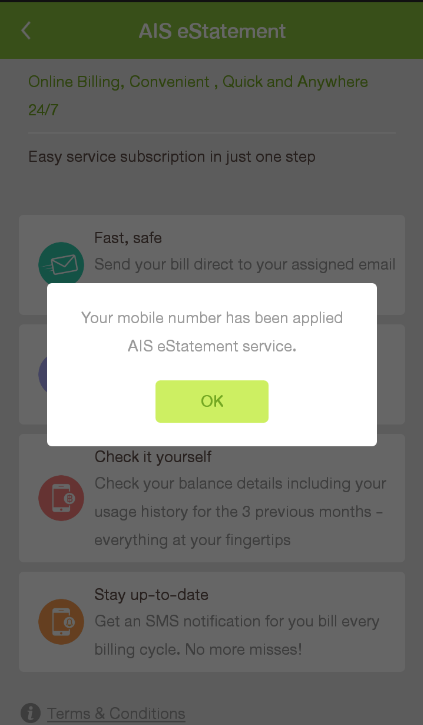 AIS eStatement
Online Billing, Convenient , Quick and Anywhere
24/7
Easy service subscription in just one step
Fast, safe
Send your bill direct to your assigned email
Your mobile number has been applied
AIS eStatement service.
OK
Check it yourself
Check your balance details including your
usage history for the 3 previous months -
everything at your fingertips
Stay up-to-date
Get an SMS notification for you bill every
billing cycle. No more misses!
Terms & Conditions